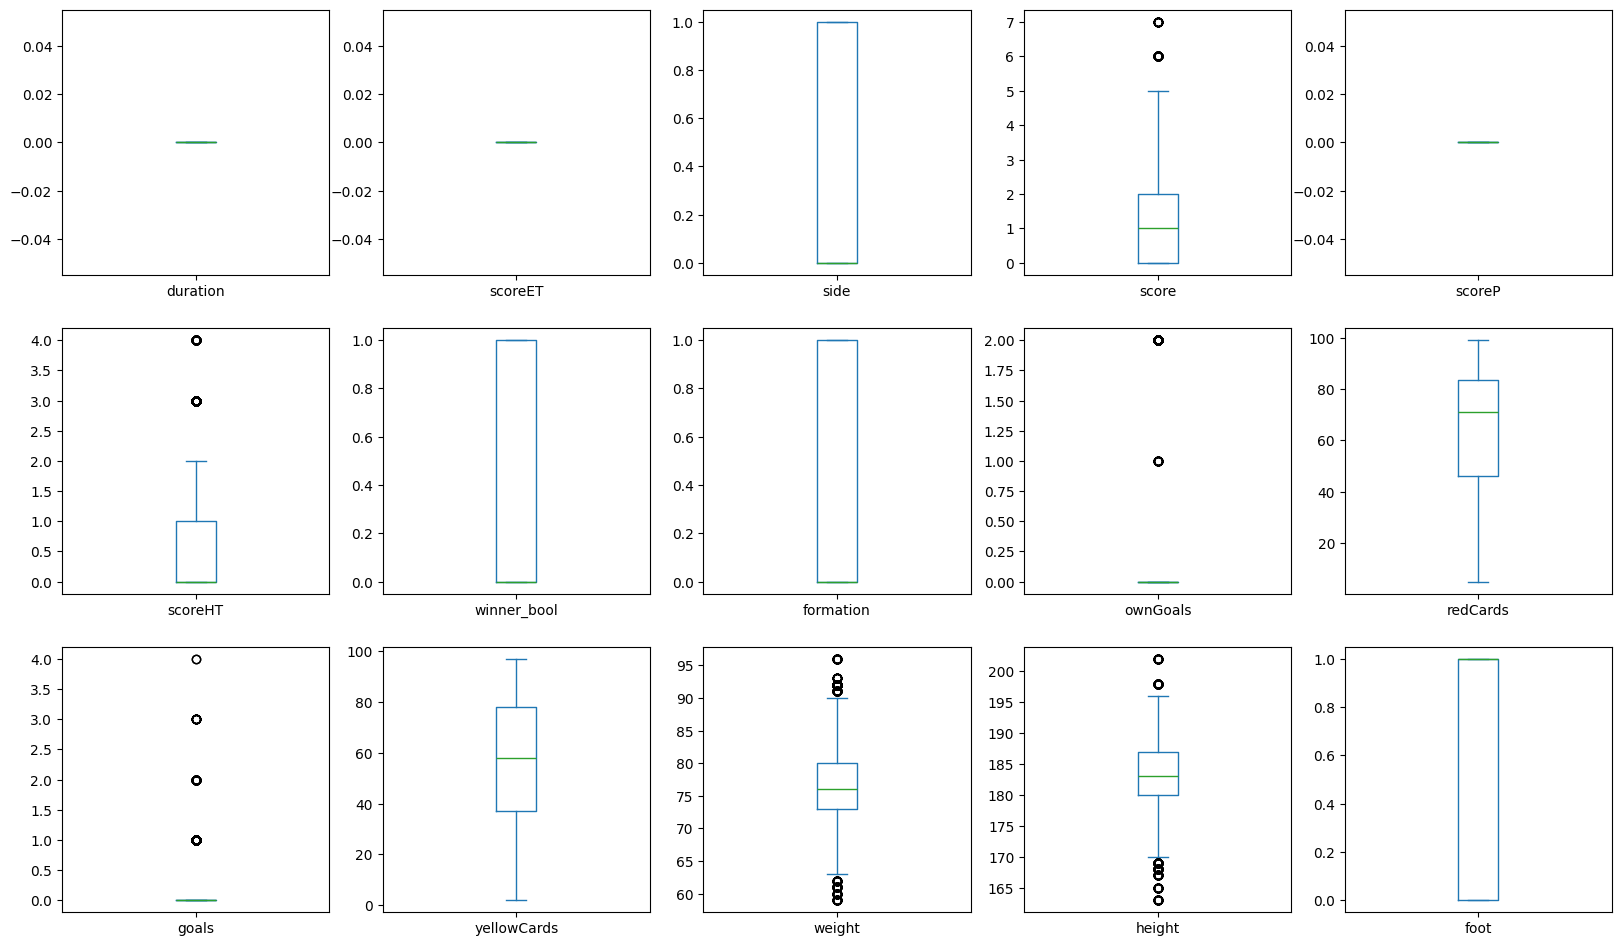 0.04 0.04 1.0 7 0.04
0.02 0.02 0.8 6 0.02
0.00 0.00 0.6 5 0.00
−0.02 −0.02 0.4 4 −0.02
−0.04 −0.04 0.2 3 −0.04
0.0 2
1
0
duration scoreET side score scoreP
4.0 1.0 1.0 2.00 100
3.5 0.8 0.8 1.75 80
3.0 0.6 0.6 1.50 60
2.5 0.4 0.4 1.25 40
2.0 0.2 0.2 1.00 20
1.5 0.0 0.0 0.75
1.0 0.50
0.5 0.25
0.0 0.00
scoreHT winner_bool formation ownGoals redCards
4.0 100 95 200 1.0
3.5 80 90 195 0.8
3.0 60 85 190 0.6
2.5 40 80 185 0.4
2.0 20 75 180 0.2
1.5 0 70 175 0.0
1.0 65 170
0.5 60 165
0.0
goals yellowCards weight height foot